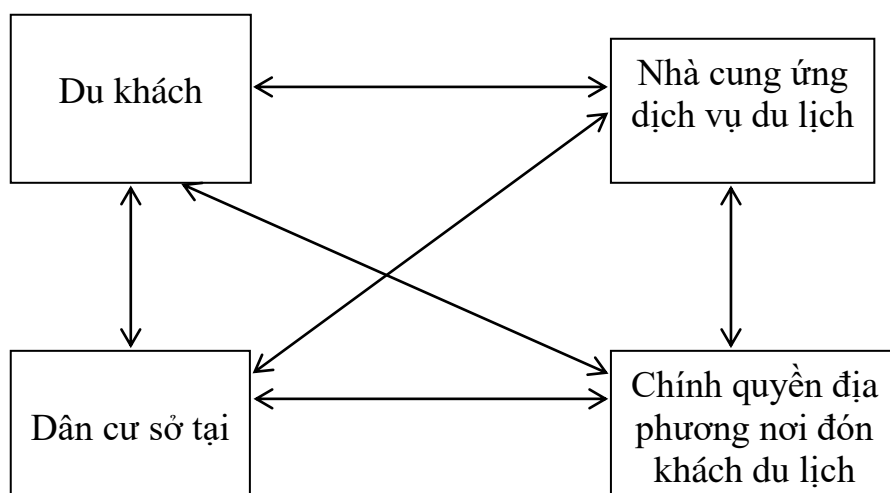 Du khách
Nhà cung ứng
dịch vụ du lịch
Dân cư sở tại
Chính quyền địa
phương nơi đón
khách du lịch